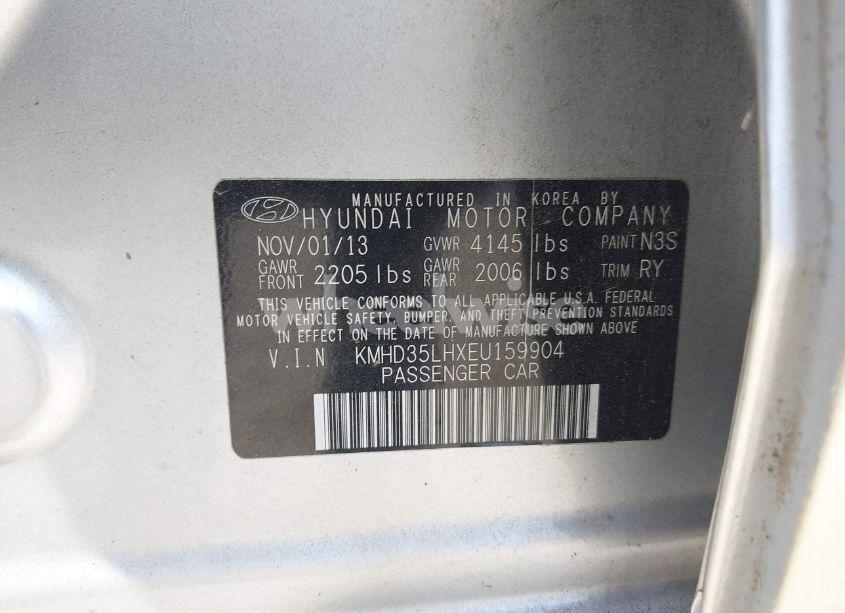 MANUFACTURED IN KOREA BY
HYUNDAI MOTOR COMPANY
NOV/01/13 GVWR 4145 lbs PAINT N3S
GAWR FRONT 2205 lbs GAWR REAR 2006 lbs TRIM RY
THIS VEHICLE CONFORMS TO ALL APPLICABLE U.S.A. FEDERAL
MOTOR VEHICLE SAFETY, BUMPER, AND THEFT PREVENTION STANDARDS
IN EFFECT ON THE DATE OF MANUFACTURE SHOWN ABOVE
V.I.N KMHD35LHXEU159904
PASSENGER CAR